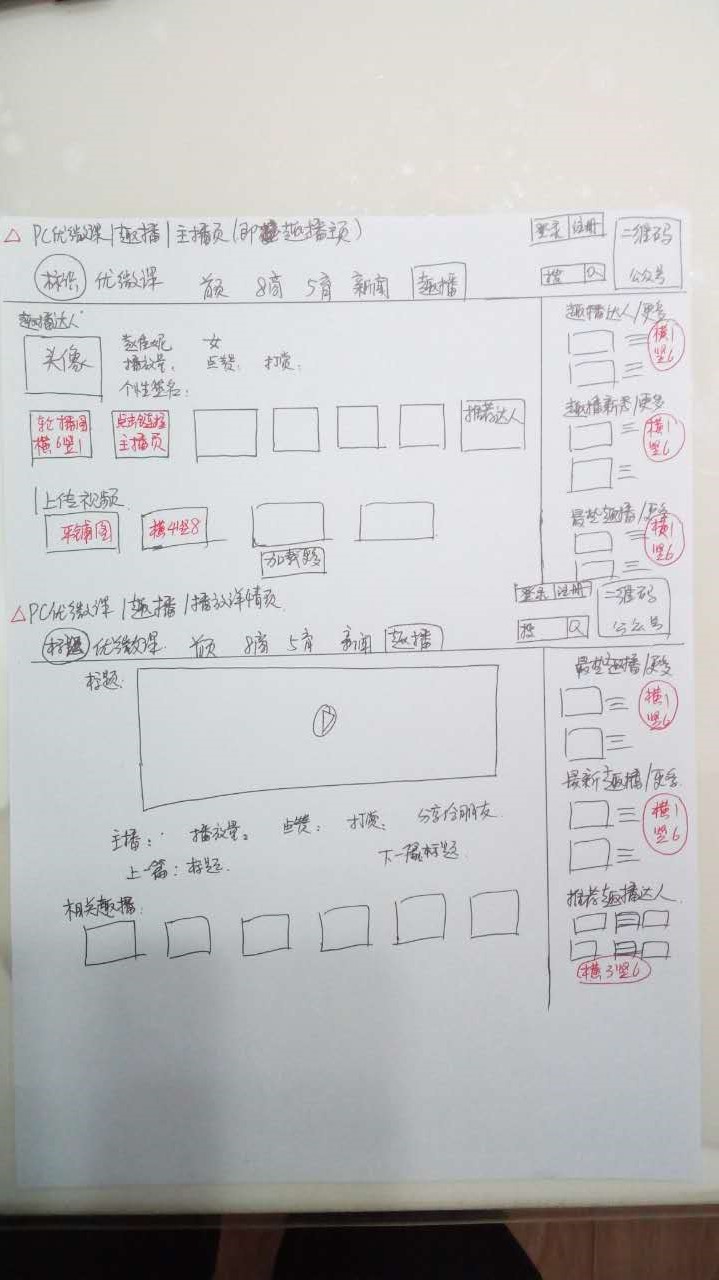 △ PC优微课|趣播|主播页(即趣播主页)
登录 注册
二维码
公众号
标识 优微课 首页 8商 5商 新闻 趣播
搜
趣播达人
头像
女
播放量: 点赞: 打赏:
个性签名:
轮播图
横6竖1
点击链接
主播页
推荐达人
上传视频
平铺图
横4竖8
加载更多
趣播达人/更多
横1
竖6
趣播新秀/更多
横1
竖6
最热趣播/更多
横1
竖6
△ PC优微课|趣播|播放详情页
登录 注册
二维码
公众号
优微课 首页 8商 5商 新闻 趣播
搜
标题:
主播: 播放量: 点赞: 打赏: 分享给朋友
上一篇:标题 下一篇标题
相关趣播:
最热趣播/更多
横1
竖6
最新趣播/更多
横1
竖6
推荐趣播达人
横3竖6